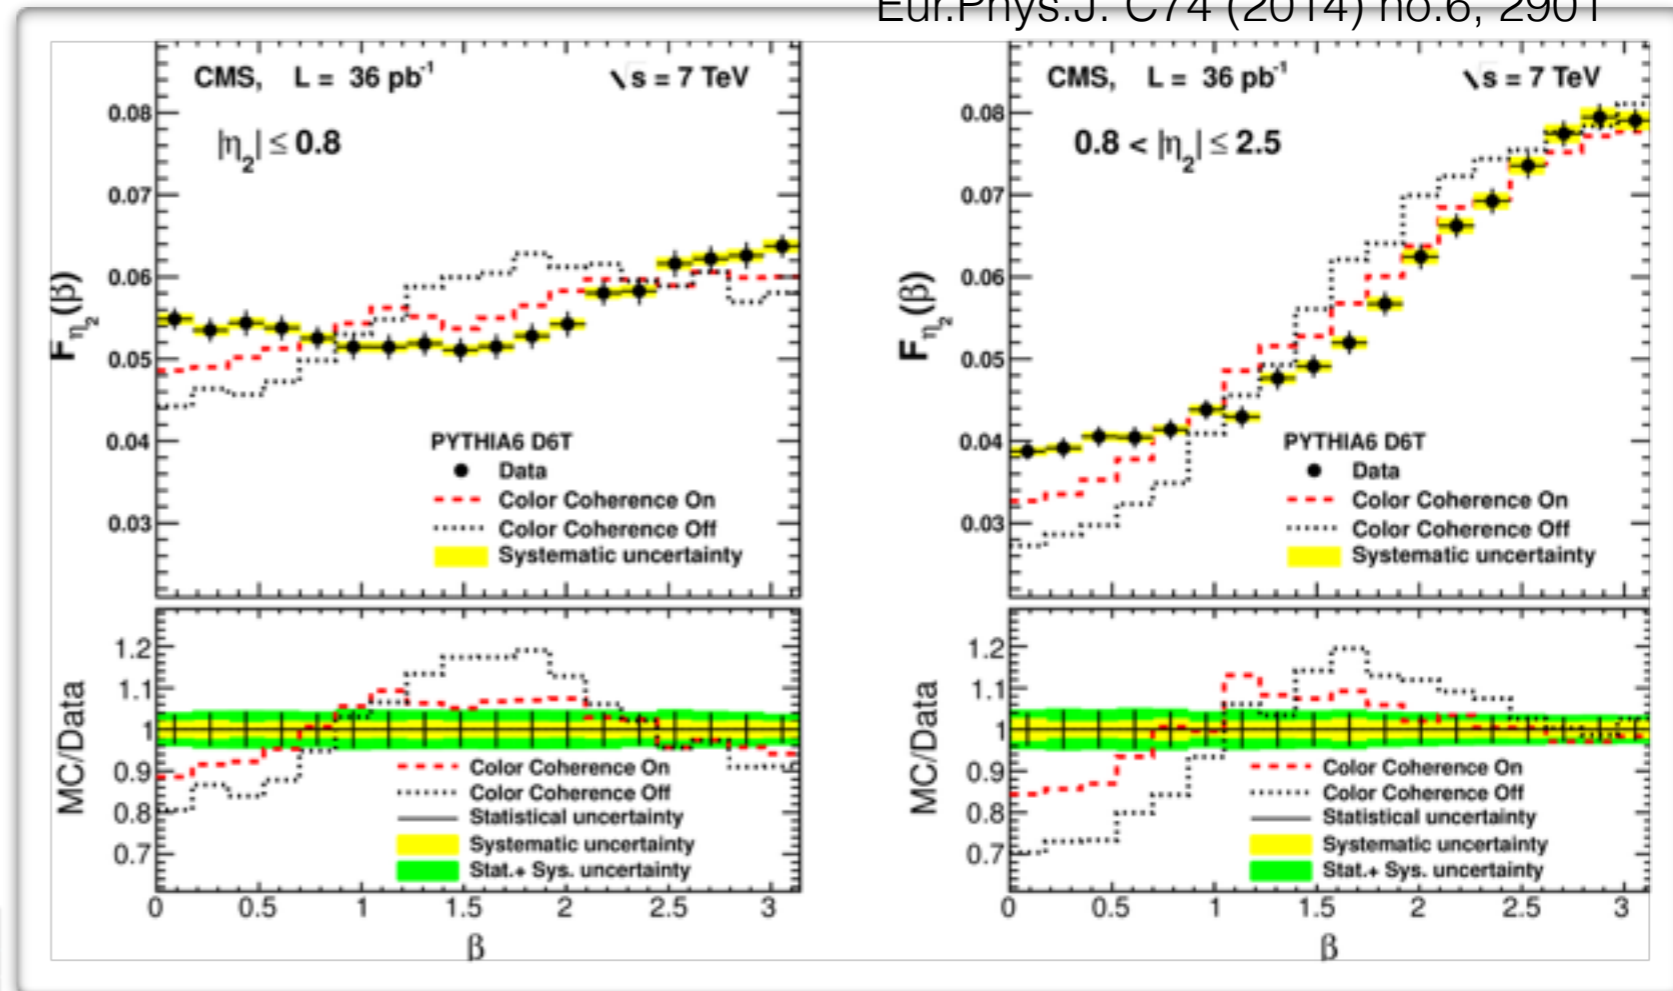 Eur.Phys.J. C74 (2014) no.6, 2901
CMS, L = 36 pb⁻¹ √s = 7 TeV
|η₂| ≤ 0.8
0.08
0.07
0.06
0.05
0.04
0.03
F_η₂(β)
PYTHIA6 D6T
Data
Color Coherence On
Color Coherence Off
Systematic uncertainty
1.2
1.1
1
0.9
0.8
0.7
MC/Data
Color Coherence On
Color Coherence Off
Statistical uncertainty
Systematic uncertainty
Stat.+ Sys. uncertainty
0 0.5 1 1.5 2 2.5 3
β
CMS, L = 36 pb⁻¹ √s = 7 TeV
0.8 < |η₂| ≤ 2.5
0.08
0.07
0.06
0.05
0.04
0.03
F_η₂(β)
PYTHIA6 D6T
Data
Color Coherence On
Color Coherence Off
Systematic uncertainty
1.2
1.1
1
0.9
0.8
0.7
MC/Data
Color Coherence On
Color Coherence Off
Statistical uncertainty
Systematic uncertainty
Stat.+ Sys. uncertainty
0 0.5 1 1.5 2 2.5 3
β